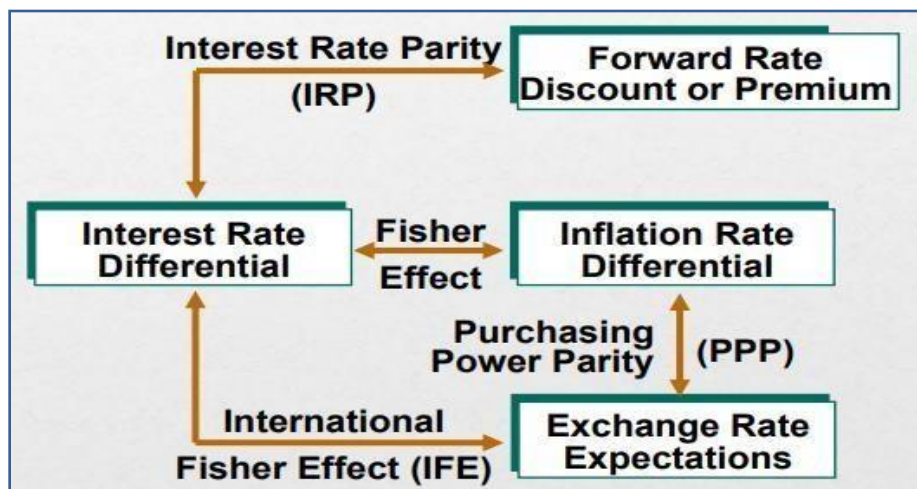 Interest Rate Parity
(IRP)
Forward Rate
Discount or Premium
Interest Rate
Differential
Fisher
Effect
Inflation Rate
Differential
Purchasing
Power Parity
(PPP)
International
Fisher Effect (IFE)
Exchange Rate
Expectations